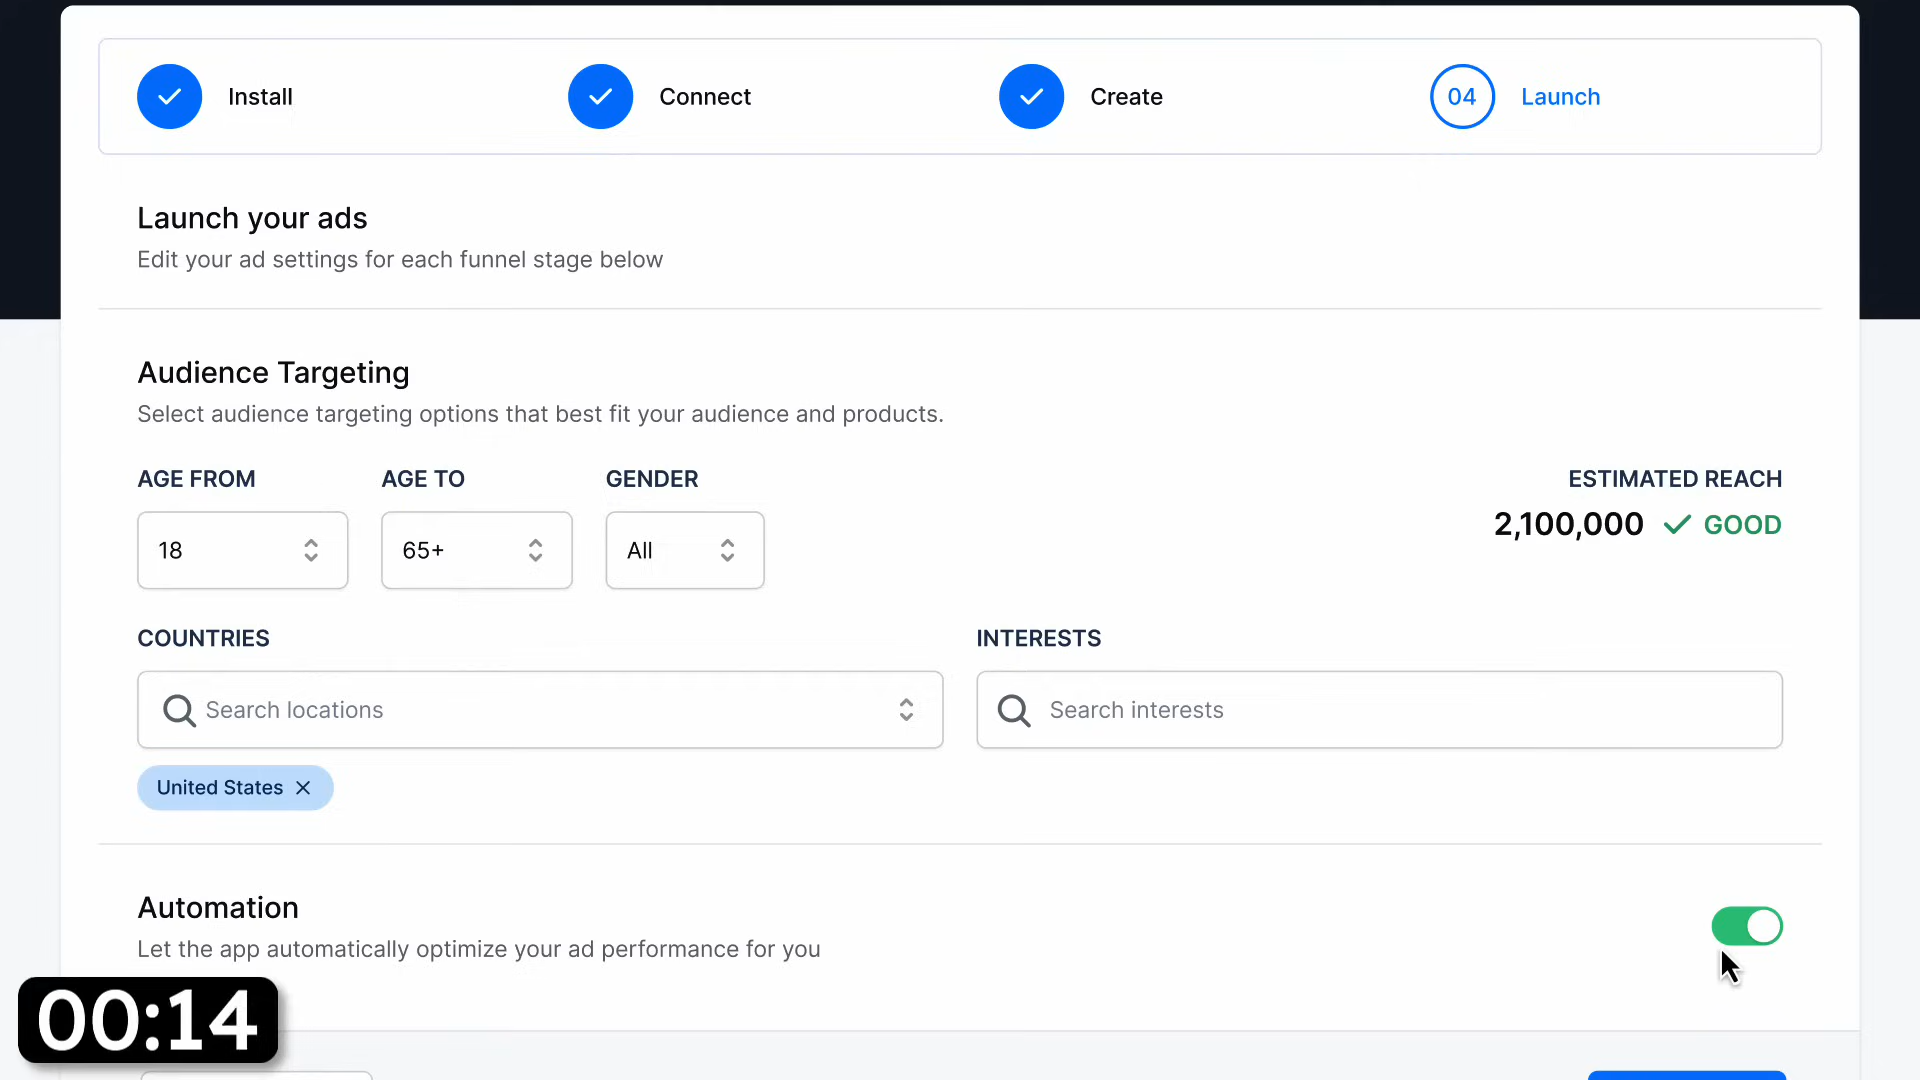 Install
Connect
Create
04 Launch
Launch your ads
Edit your ad settings for each funnel stage below
Audience Targeting
Select audience targeting options that best fit your audience and products.
AGE FROM
AGE TO
GENDER
ESTIMATED REACH
18
65+
All
2,100,000 GOOD
COUNTRIES
INTERESTS
Search locations
Search interests
United States
Automation
Let the app automatically optimize your ad performance for you
00:14